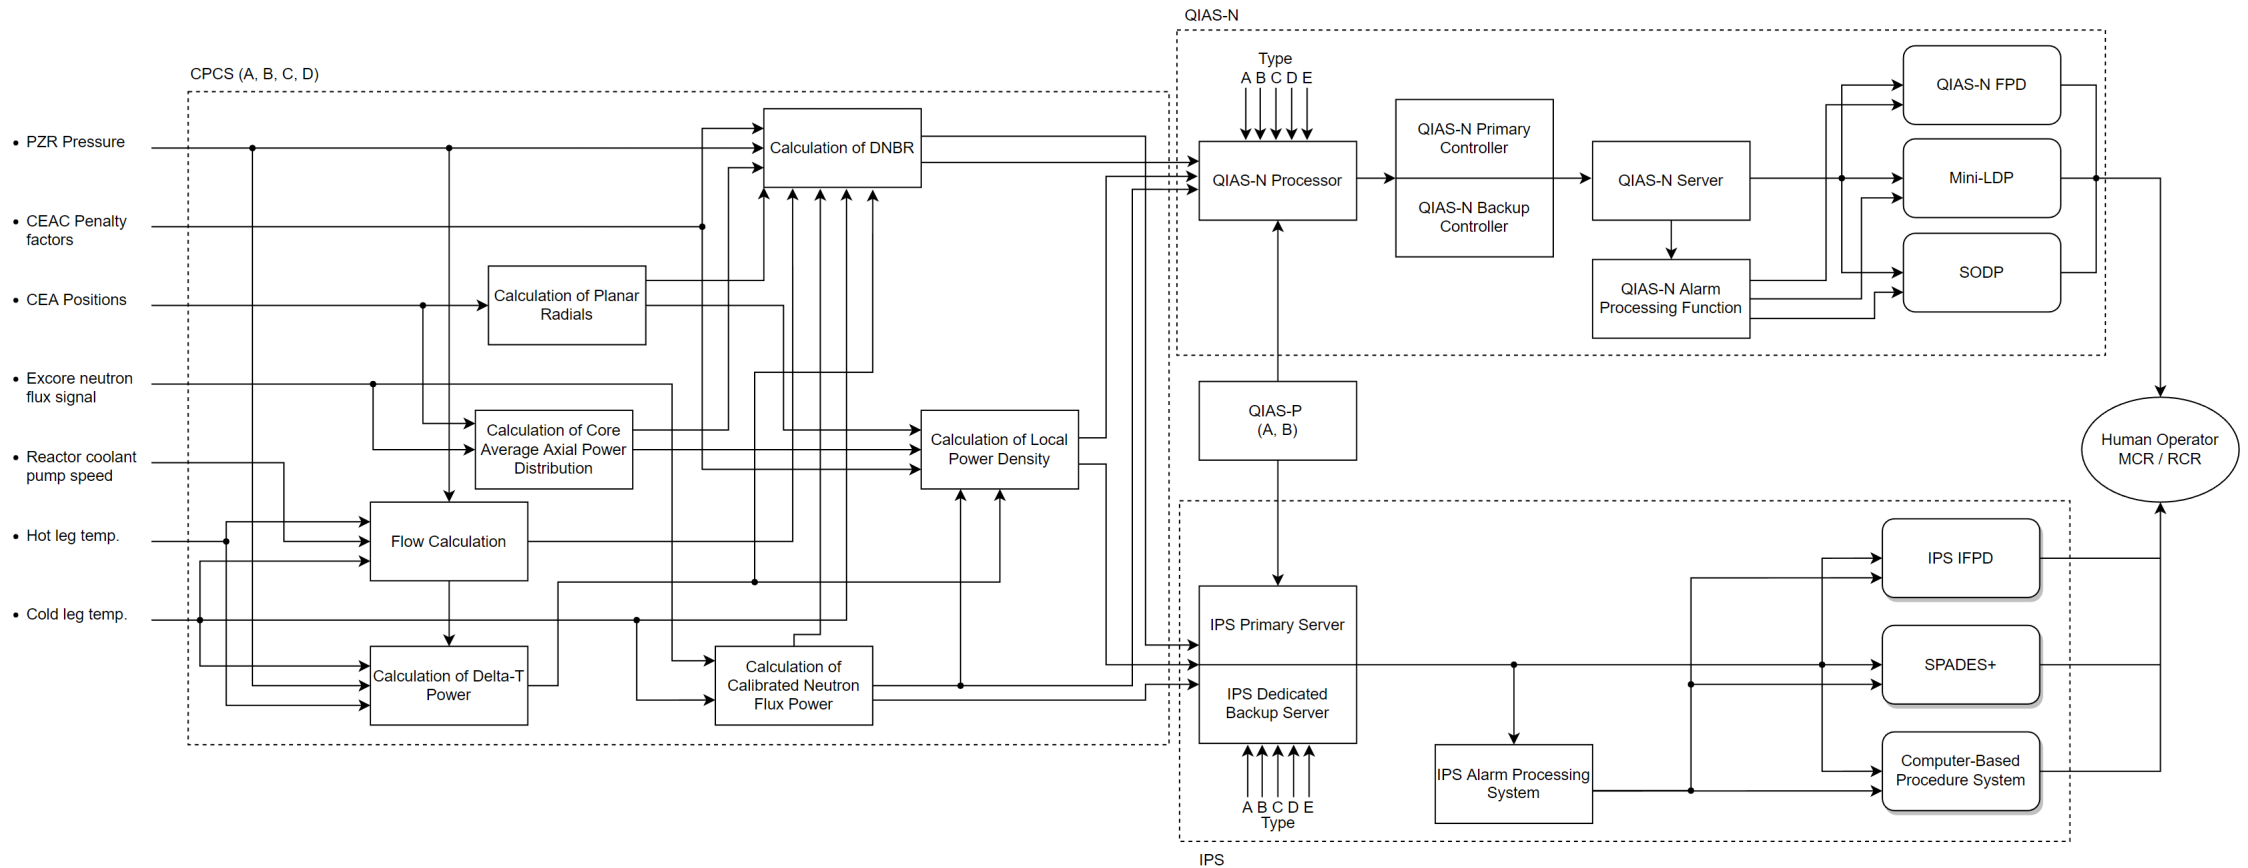 QIAS-N
CPCS (A, B, C, D)
• PZR Pressure
• CEAC Penalty
factors
• CEA Positions
• Excore neutron
flux signal
• Reactor coolant
pump speed
• Hot leg temp.
• Cold leg temp.
Calculation of DNBR
Calculation of Planar
Radials
Calculation of Core
Average Axial Power
Distribution
Flow Calculation
Calculation of Delta-T
Power
Calculation of
Calibrated Neutron
Flux Power
Calculation of Local
Power Density
Type
A B C D E
QIAS-N Processor
QIAS-N Primary
Controller
QIAS-N Backup
Controller
QIAS-N Server
QIAS-N Alarm
Processing Function
QIAS-N FPD
Mini-LDP
SODP
QIAS-P
(A, B)
Human Operator
MCR / RCR
IPS Primary Server
IPS Dedicated
Backup Server
A B C D E
Type
IPS Alarm Processing
System
IPS IFPD
SPADES+
Computer-Based
Procedure System
IPS